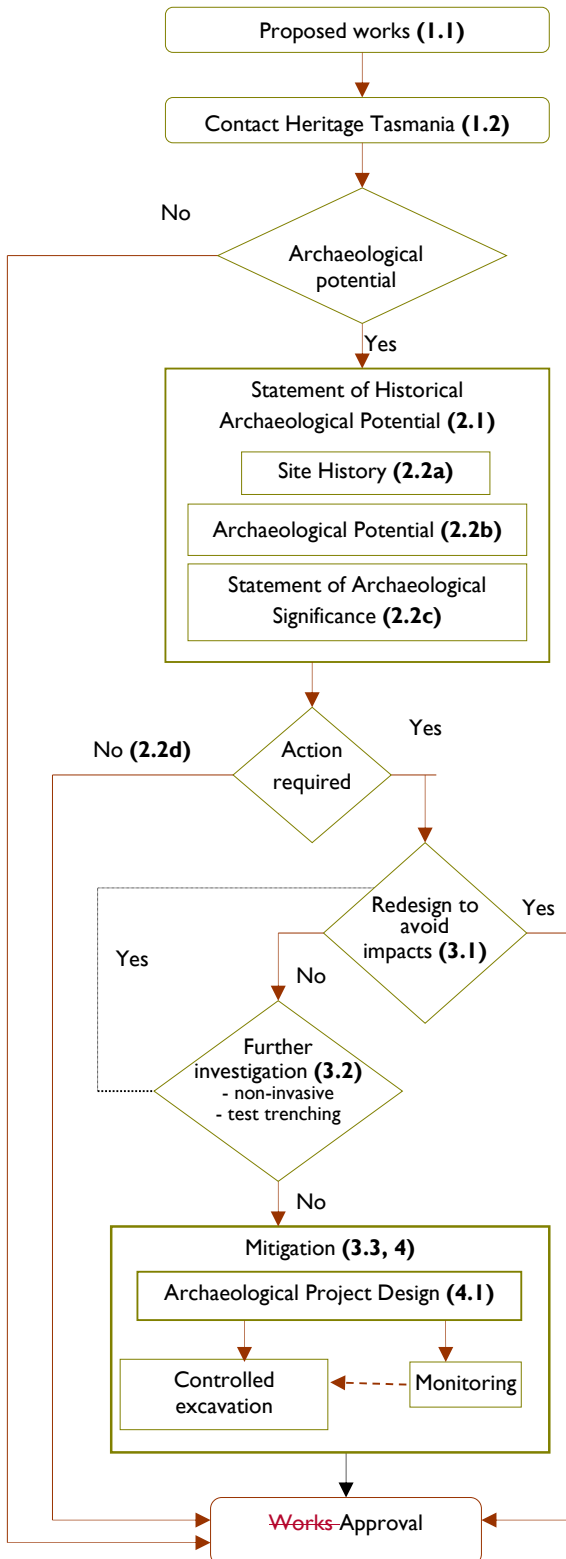 Proposed works (1.1)
Contact Heritage Tasmania (1.2)
No
Archaeological
potential
Yes
Statement of Historical
Archaeological Potential (2.1)
Site History (2.2a)
Archaeological Potential (2.2b)
Statement of Archaeological
Significance (2.2c)
No (2.2d)
Action
required
Yes
Redesign to
avoid
impacts (3.1)
Yes
Yes
No
Further
investigation (3.2)
- non-invasive
- test trenching
No
Mitigation (3.3, 4)
Archaeological Project Design (4.1)
Controlled
excavation
Monitoring
Works Approval